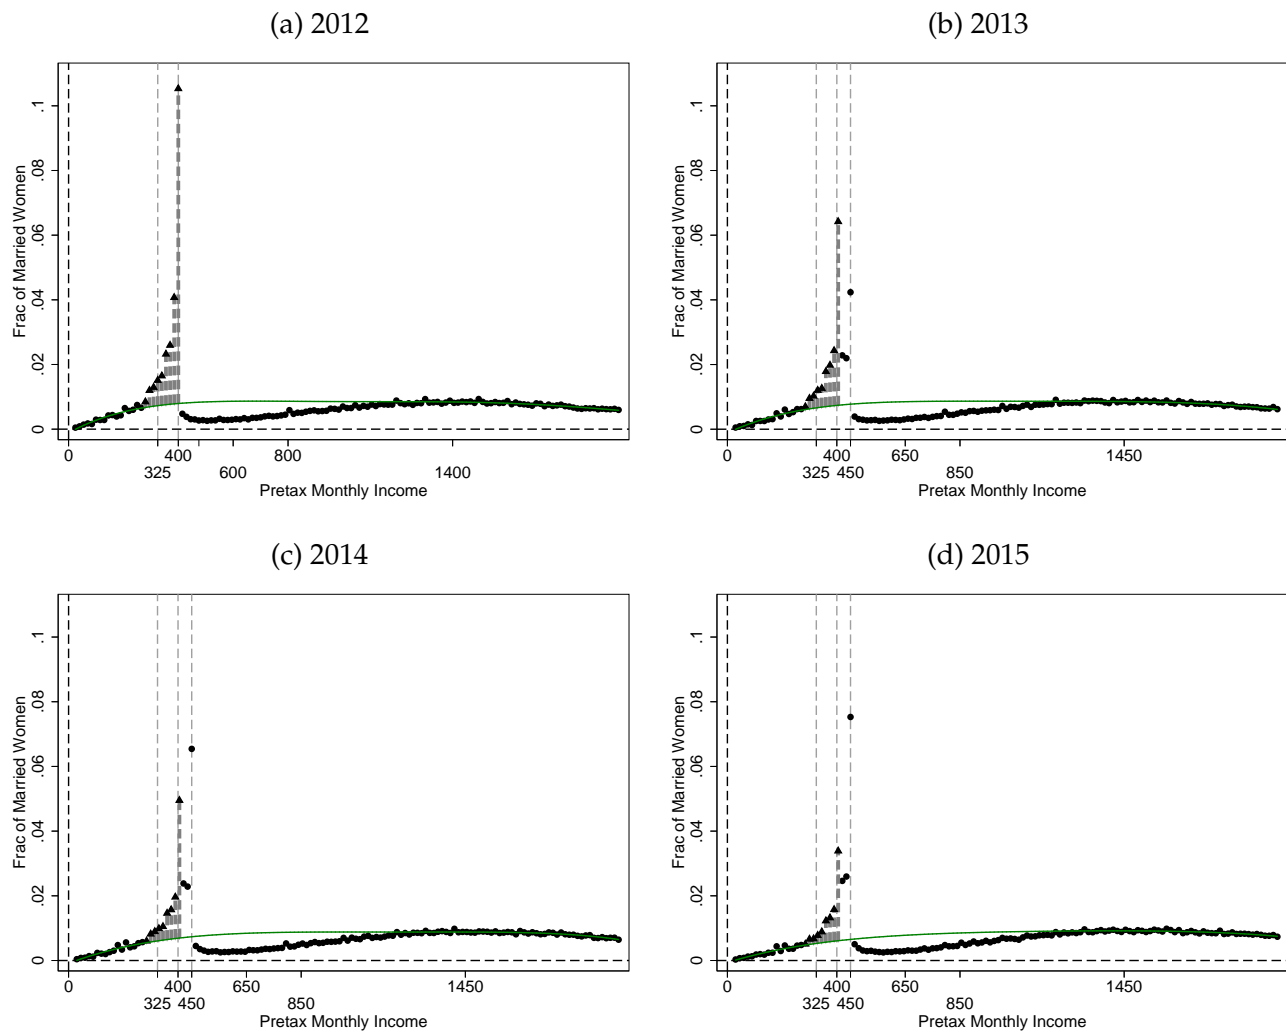 (a) 2012
Frac of Married Women
.1
.08
.06
.04
.02
0
0 400 800 1400
325 600
Pretax Monthly Income
(b) 2013
Frac of Married Women
.1
.08
.06
.04
.02
0
0 400 650 1450
325 450 850
Pretax Monthly Income
(c) 2014
Frac of Married Women
.1
.08
.06
.04
.02
0
0 400 650 1450
325 450 850
Pretax Monthly Income
(d) 2015
Frac of Married Women
.1
.08
.06
.04
.02
0
0 400 650 1450
325 450 850
Pretax Monthly Income